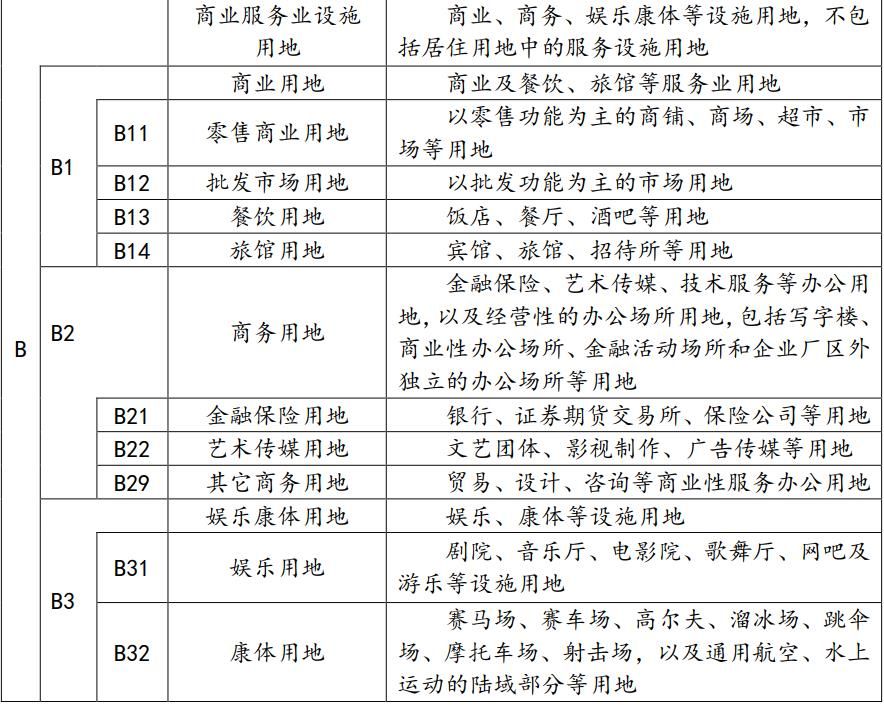 商业服务业设施
用地
商业、商务、娱乐康体等设施用地，不包
括居住用地中的服务设施用地
商业用地
商业及餐饮、旅馆等服务业用地
B11
零售商业用地
以零售功能为主的商铺、商场、超市、市
场等用地
B1
B12
批发市场用地
以批发功能为主的市场用地
B13
餐饮用地
饭店、餐厅、酒吧等用地
B14
旅馆用地
宾馆、旅馆、招待所等用地
B
B2
商务用地
金融保险、艺术传媒、技术服务等办公用
地，以及经营性的办公场所用地，包括写字楼、
商业性办公场所、金融活动场所和企业厂区外
独立的办公场所等用地
B21
金融保险用地
银行、证券期货交易所、保险公司等用地
B22
艺术传媒用地
文艺团体、影视制作、广告传媒等用地
B29
其它商务用地
贸易、设计、咨询等商业性服务办公用地
B3
娱乐康体用地
娱乐、康体等设施用地
B31
娱乐用地
剧院、音乐厅、电影院、歌舞厅、网吧及
游乐等设施用地
B32
康体用地
赛马场、赛车场、高尔夫、溜冰场、跳伞
场、摩托车场、射击场，以及通用航空、水上
运动的陆域部分等用地